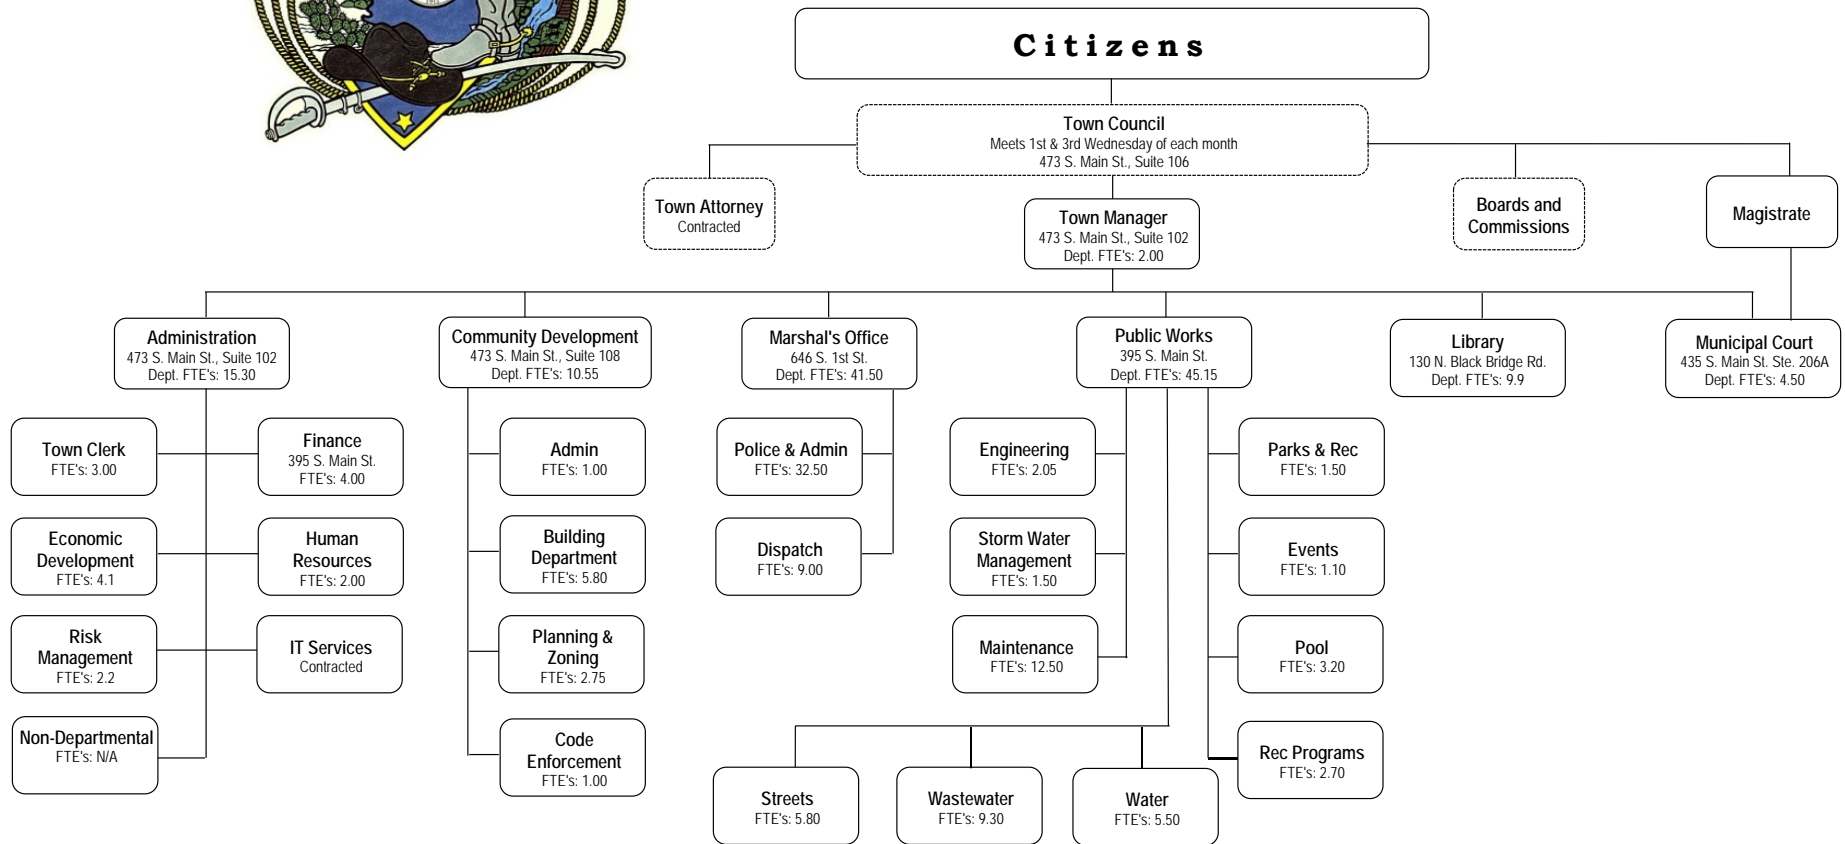 Citizens
Town Council
Meets 1st & 3rd Wednesday of each month
473 S. Main St., Suite 106
Town Attorney
Contracted
Town Manager
473 S. Main St., Suite 102
Dept. FTE's: 2.00
Boards and
Commissions
Magistrate
Administration
473 S. Main St., Suite 102
Dept. FTE's: 15.30
Community Development
473 S. Main St., Suite 108
Dept. FTE's: 10.55
Marshal's Office
646 S. 1st St.
Dept. FTE's: 41.50
Public Works
395 S. Main St.
Dept. FTE's: 45.15
Library
130 N. Black Bridge Rd.
Dept. FTE's: 9.9
Municipal Court
435 S. Main St. Ste. 206A
Dept. FTE's: 4.50
Town Clerk
FTE's: 3.00
Finance
395 S. Main St.
FTE's: 4.00
Economic
Development
FTE's: 4.1
Human
Resources
FTE's: 2.00
Risk
Management
FTE's: 2.2
IT Services
Contracted
Non-Departmental
FTE's: N/A
Admin
FTE's: 1.00
Building
Department
FTE's: 5.80
Planning &
Zoning
FTE's: 2.75
Code
Enforcement
FTE's: 1.00
Police & Admin
FTE's: 32.50
Dispatch
FTE's: 9.00
Engineering
FTE's: 2.05
Storm Water
Management
FTE's: 1.50
Maintenance
FTE's: 12.50
Parks & Rec
FTE's: 1.50
Events
FTE's: 1.10
Pool
FTE's: 3.20
Rec Programs
FTE's: 2.70
Streets
FTE's: 5.80
Wastewater
FTE's: 9.30
Water
FTE's: 5.50